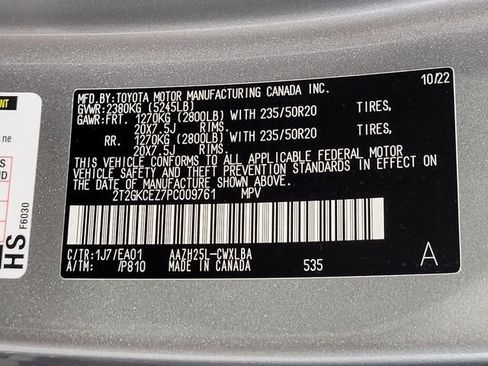 MFD.BY:TOYOTA MOTOR MANUFACTURING CANADA INC. 10/22
GVWR:2380KG (5245LB)
GAWR:FRT. 1270KG (2800LB) WITH 235/50R20 TIRES,
20X7.5J RIMS.
RR. 1270KG (2800LB) WITH 235/50R20 TIRES,
20X7.5J RIMS.
THIS VEHICLE CONFORMS TO ALL APPLICABLE FEDERAL MOTOR
VEHICLE SAFETY AND THEFT PREVENTION STANDARDS IN EFFECT ON
THE DATE OF MANUFACTURE SHOWN ABOVE.
2T2GKCEZ7PC009761 MPV
C/TR:1J7/EA01 AAZH25L-CWXLBA A
A/TM: /P810 MADE IN CANADA 535
ne
HS
F6030